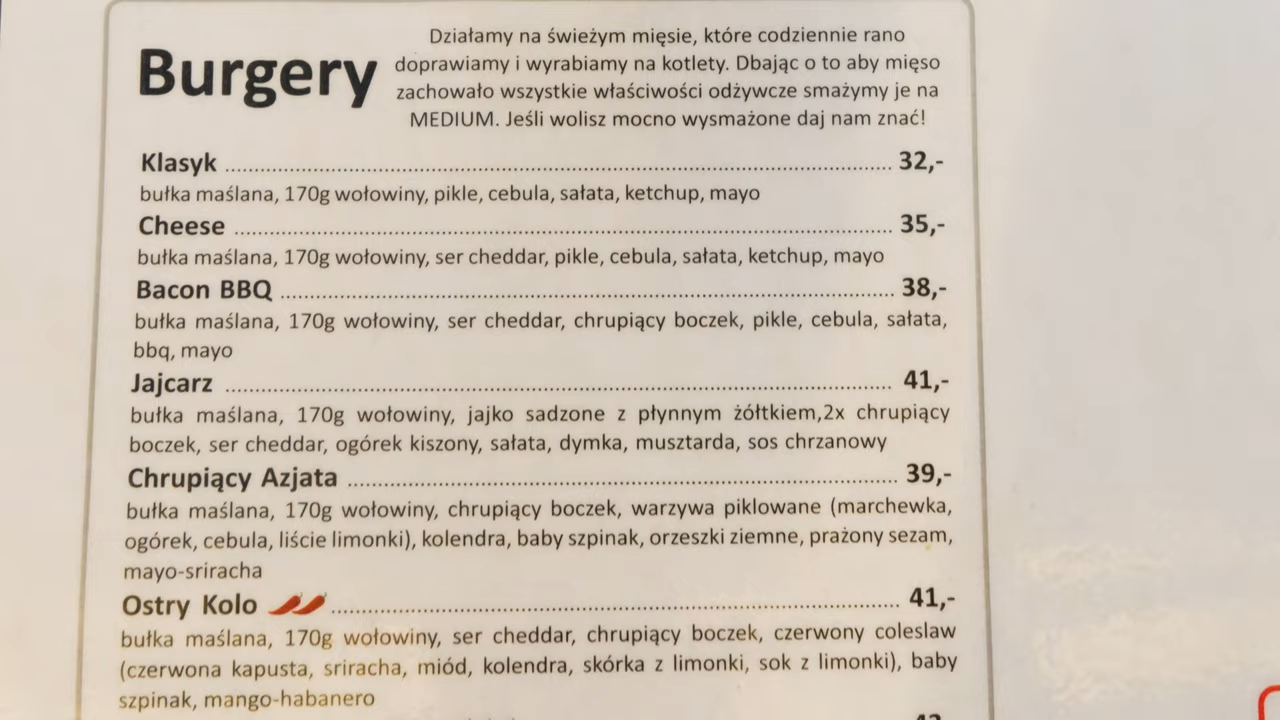 Burgery
Działamy na świeżym mięsie, które codziennie rano
doprawiamy i wyrabiamy na kotlety. Dbając o to aby mięso
zachowało wszystkie właściwości odżywcze smażymy je na
MEDIUM. Jeśli wolisz mocno wysmażone daj nam znać!
Klasyk ........................................ 32,-
bułka maślana, 170g wołowiny, pikle, cebula, sałata, ketchup, mayo
Cheese ........................................ 35,-
bułka maślana, 170g wołowiny, ser cheddar, pikle, cebula, sałata, ketchup, mayo
Bacon BBQ ........................................ 38,-
bułka maślana, 170g wołowiny, ser cheddar, chrupiący boczek, pikle, cebula, sałata,
bbq, mayo
Jajcarz ........................................ 41,-
bułka maślana, 170g wołowiny, jajko sadzone z płynnym żółtkiem,2x chrupiący
boczek, ser cheddar, ogórek kiszony, sałata, dymka, musztarda, sos chrzanowy
Chrupiący Azjata ........................................ 39,-
bułka maślana, 170g wołowiny, chrupiący boczek, warzywa piklowane (marchewka,
ogórek, cebula, liście limonki), kolendra, baby szpinak, orzeszki ziemne, prażony sezam,
mayo-sriracha
Ostry Kolo ........................................ 41,-
bułka maślana, 170g wołowiny, ser cheddar, chrupiący boczek, czerwony coleslaw
(czerwona kapusta, sriracha, miód, kolendra, skórka z limonki, sok z limonki), baby
szpinak, mango-habanero